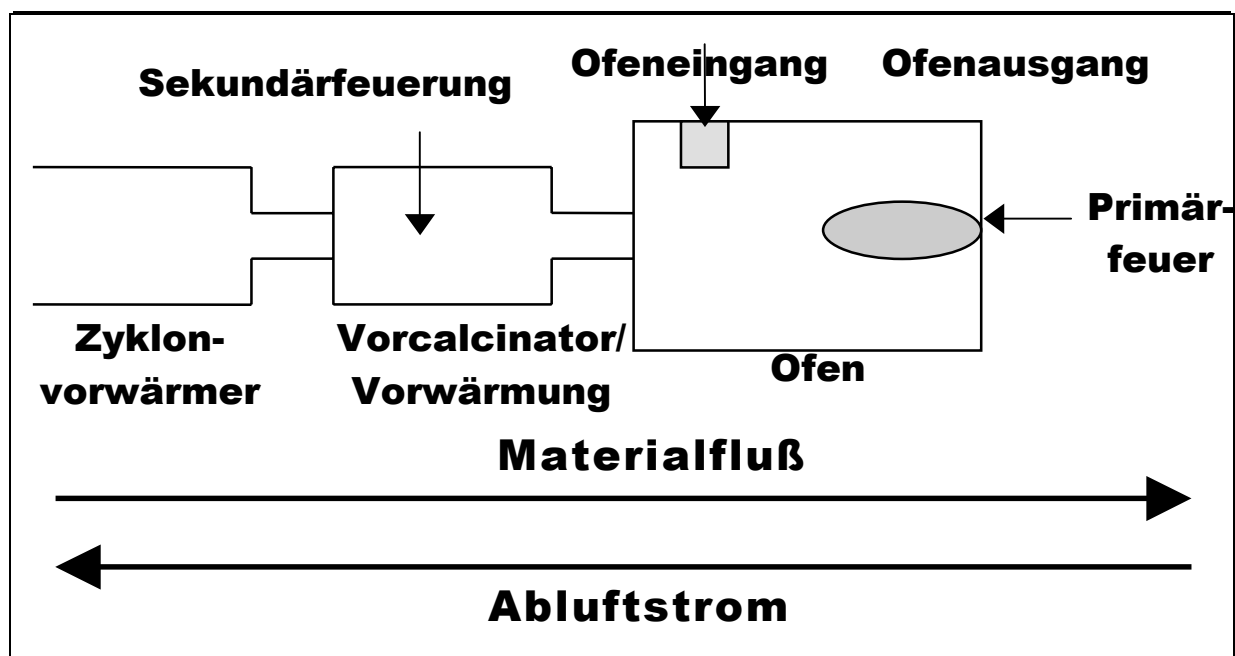 Sekundärfeuerung
Ofeneingang
Ofenausgang
Primär-
feuer
Zyklon-
vorwärmer
Vorcalcinator/
Vorwärmung
Ofen
Materialfluß
Abluftstrom